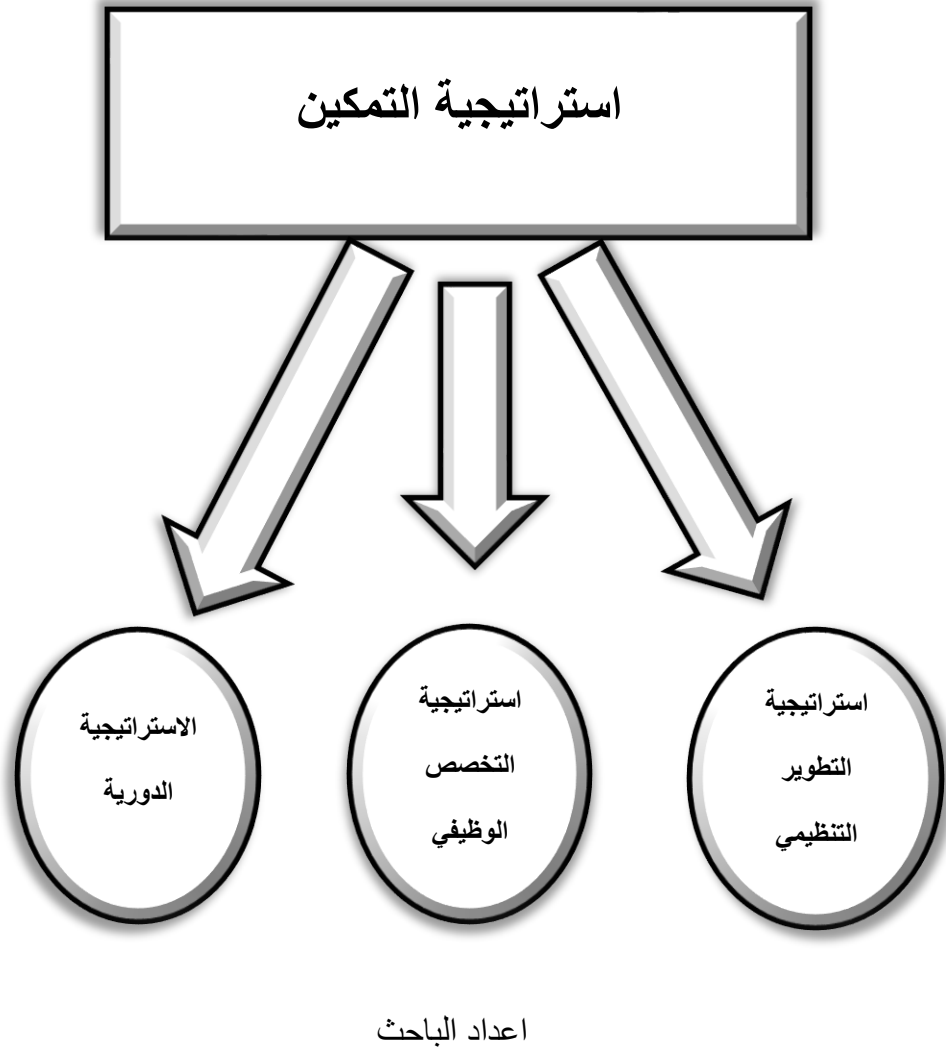 استراتيجية التمكين
استراتيجية
التطوير
التنظيمي
استراتيجية
التخصص
الوظيفي
الاستراتيجية
الدورية
اعداد الباحث